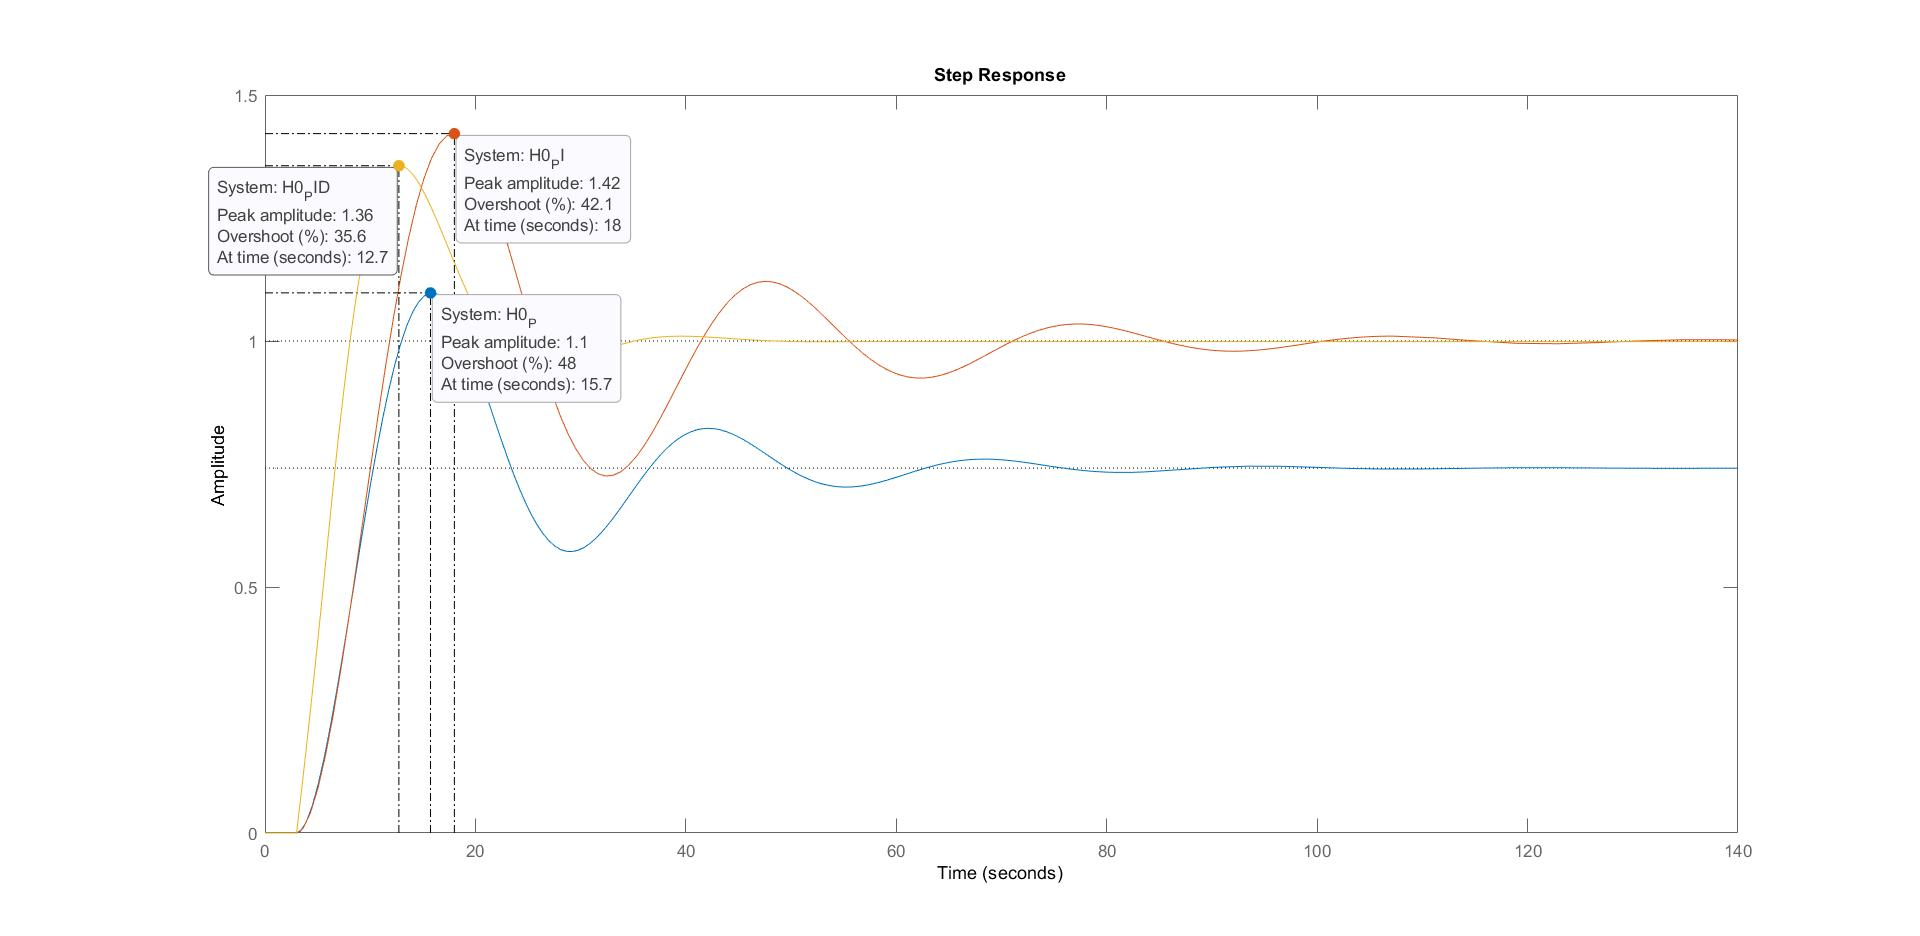 Step Response
1.5
System: H0PI
Peak amplitude: 1.42
Overshoot (%): 42.1
At time (seconds): 18
System: H0PID
Peak amplitude: 1.36
Overshoot (%): 35.6
At time (seconds): 12.7
System: H0P
Peak amplitude: 1.1
Overshoot (%): 48
At time (seconds): 15.7
1
Amplitude
0.5
0
0 20 40 60 80 100 120 140
Time (seconds)